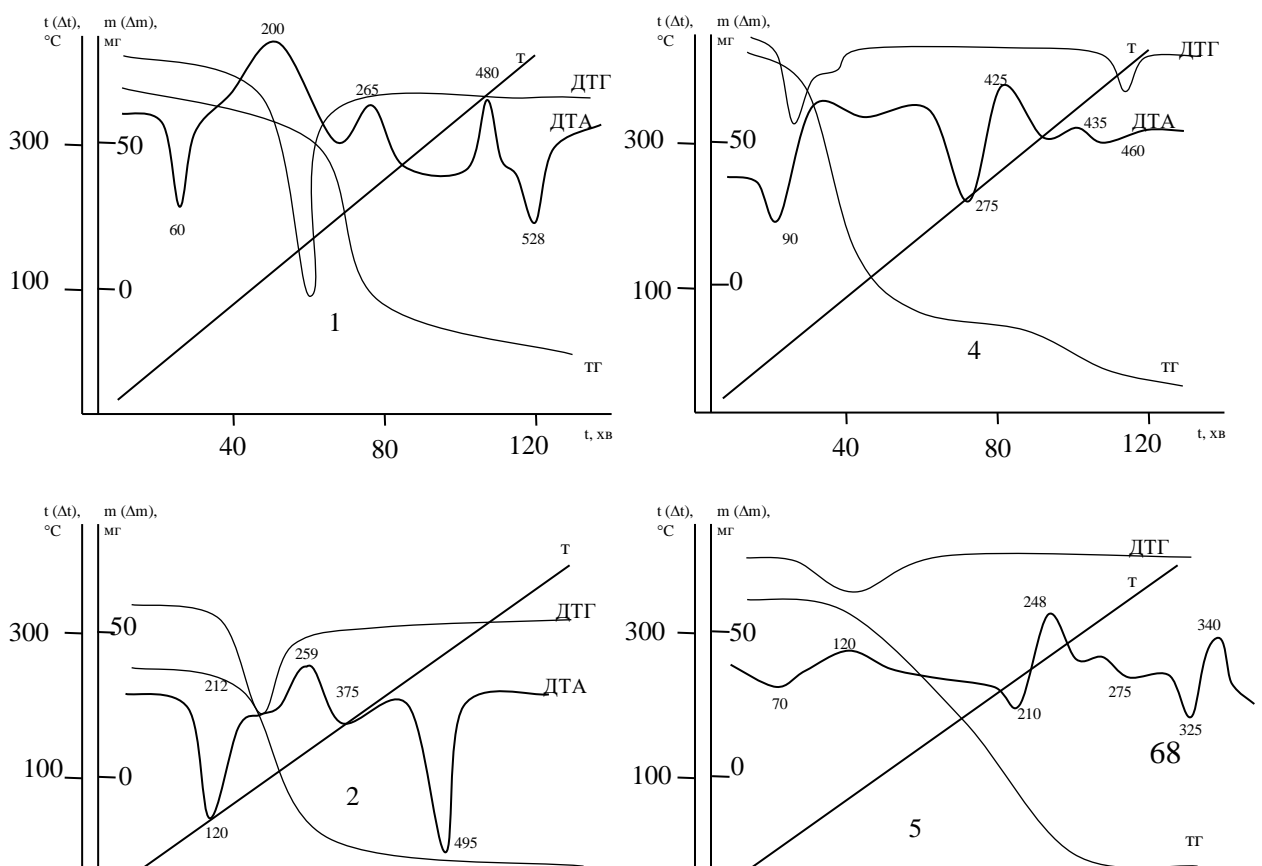 t (Δt), m (Δm),
°C мг
200
т
480
ДТГ
265
ДТА
300
50
60
528
100
0
1
ТГ
40
80
120
t, хв
t (Δt), m (Δm),
°C мг
т
ДТГ
425
300
50
435
ДТА
460
275
90
100
0
4
ТГ
40
80
120
t, хв
t (Δt), m (Δm),
°C мг
т
ДТГ
300
50
259
212
375
ДТА
100
0
2
120
495
t (Δt), m (Δm),
°C мг
ДТГ
т
248
300
50
120
340
70
210
275
325
68
100
0
5
ТГ